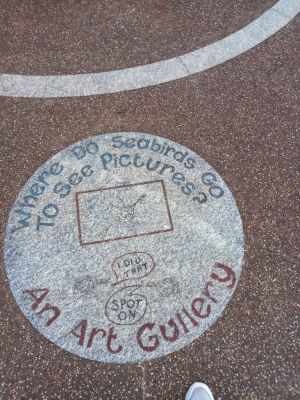 Where Do Seabirds Go
To See Pictures?
I DID
THAT
SPOT
ON
An Art Gullery